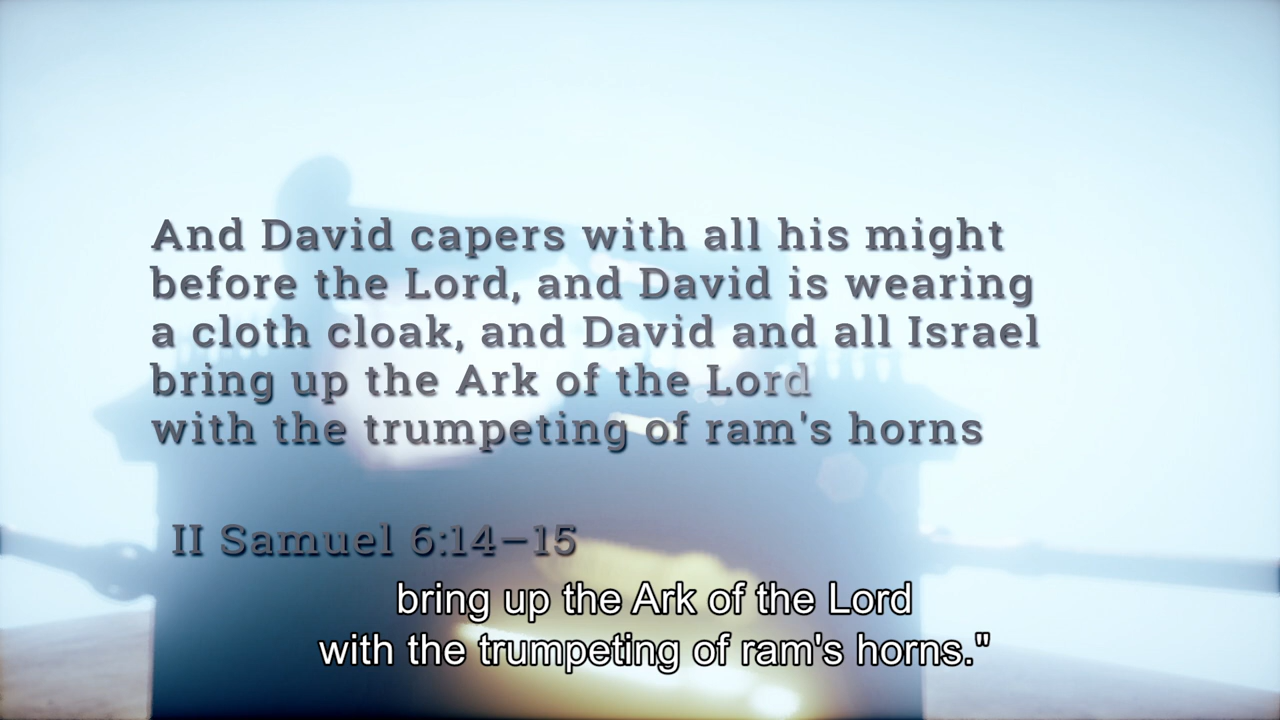 And David capers with all his might
before the Lord, and David is wearing
a cloth cloak, and David and all Israel
bring up the Ark of the Lord
with the trumpeting of ram's horns
II Samuel 6:14–15
bring up the Ark of the Lord
with the trumpeting of ram's horns."